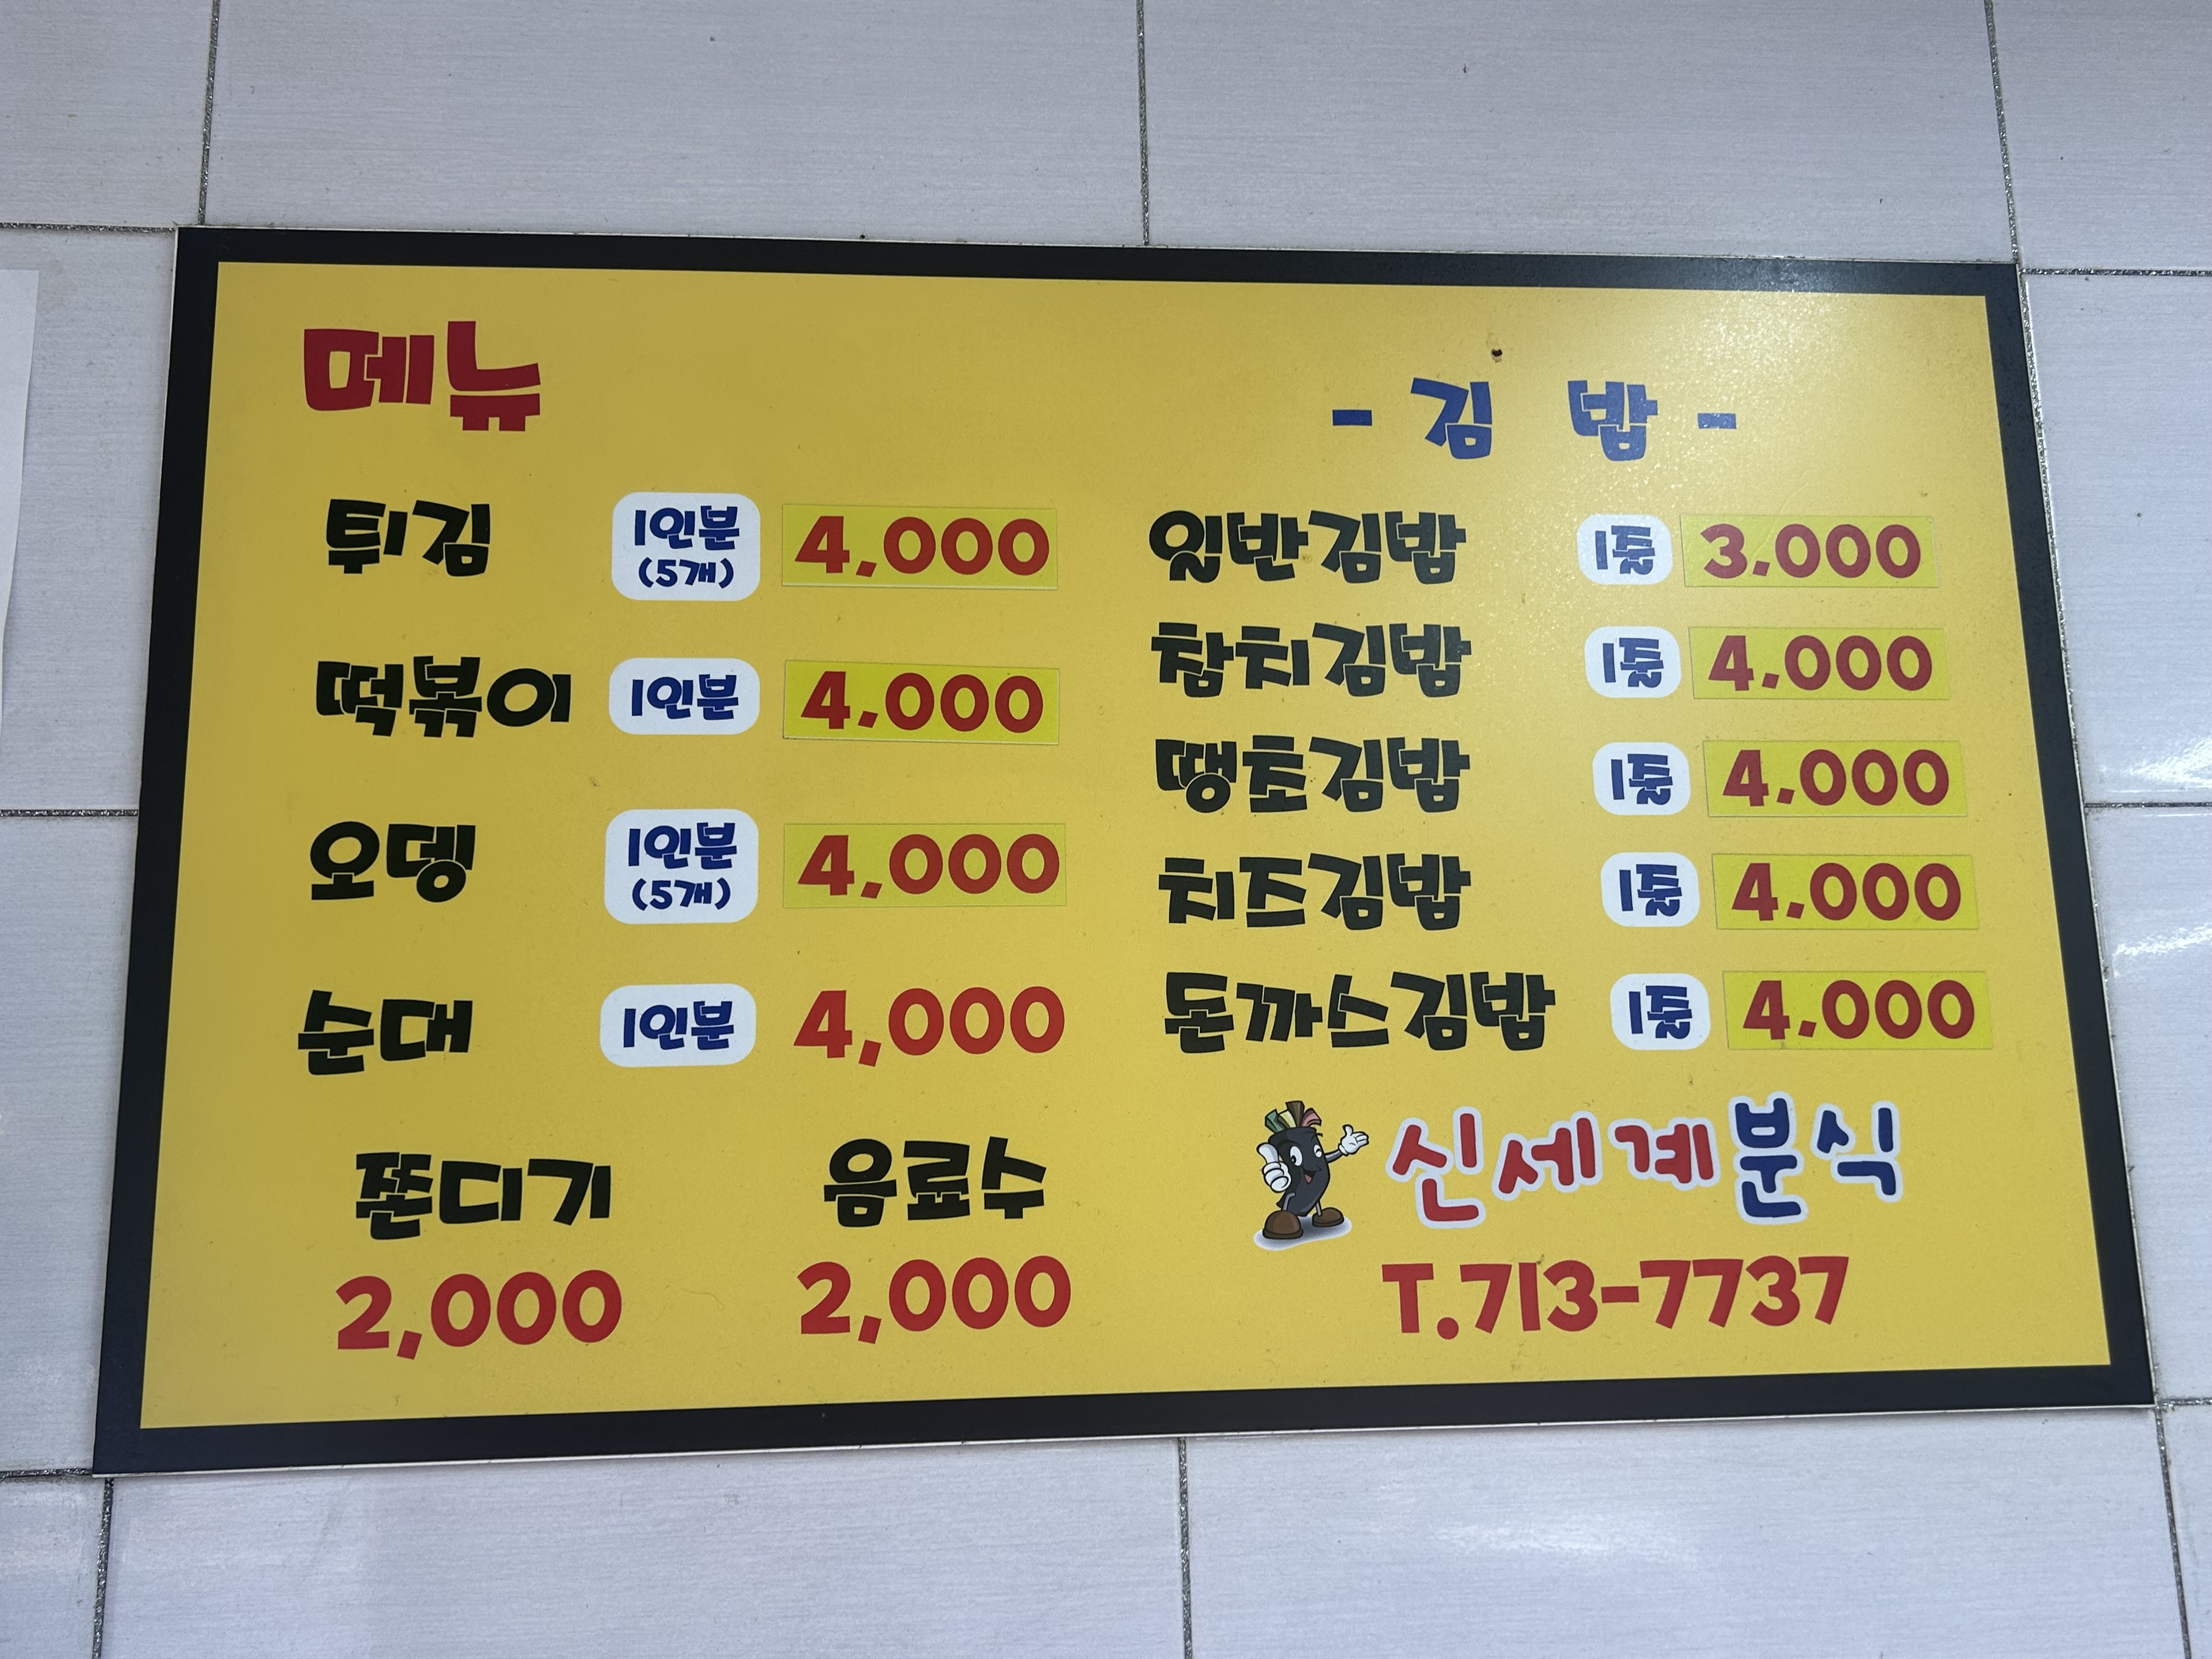 메뉴
튀김 1인분 (5개) 4,000
떡볶이 1인분 4.000
오뎅 1인분 (5개) 4,000
순대 1인분 4,000
쫀디기 음료수
2,000 2,000
- 김 밥 -
일반김밥 1줄 3.000
참치김밥 1줄 4.000
땡초김밥 1줄 4.000
치즈김밥 1줄 4.000
돈까스김밥 1줄 4.000
신세계분식
T.713-7737